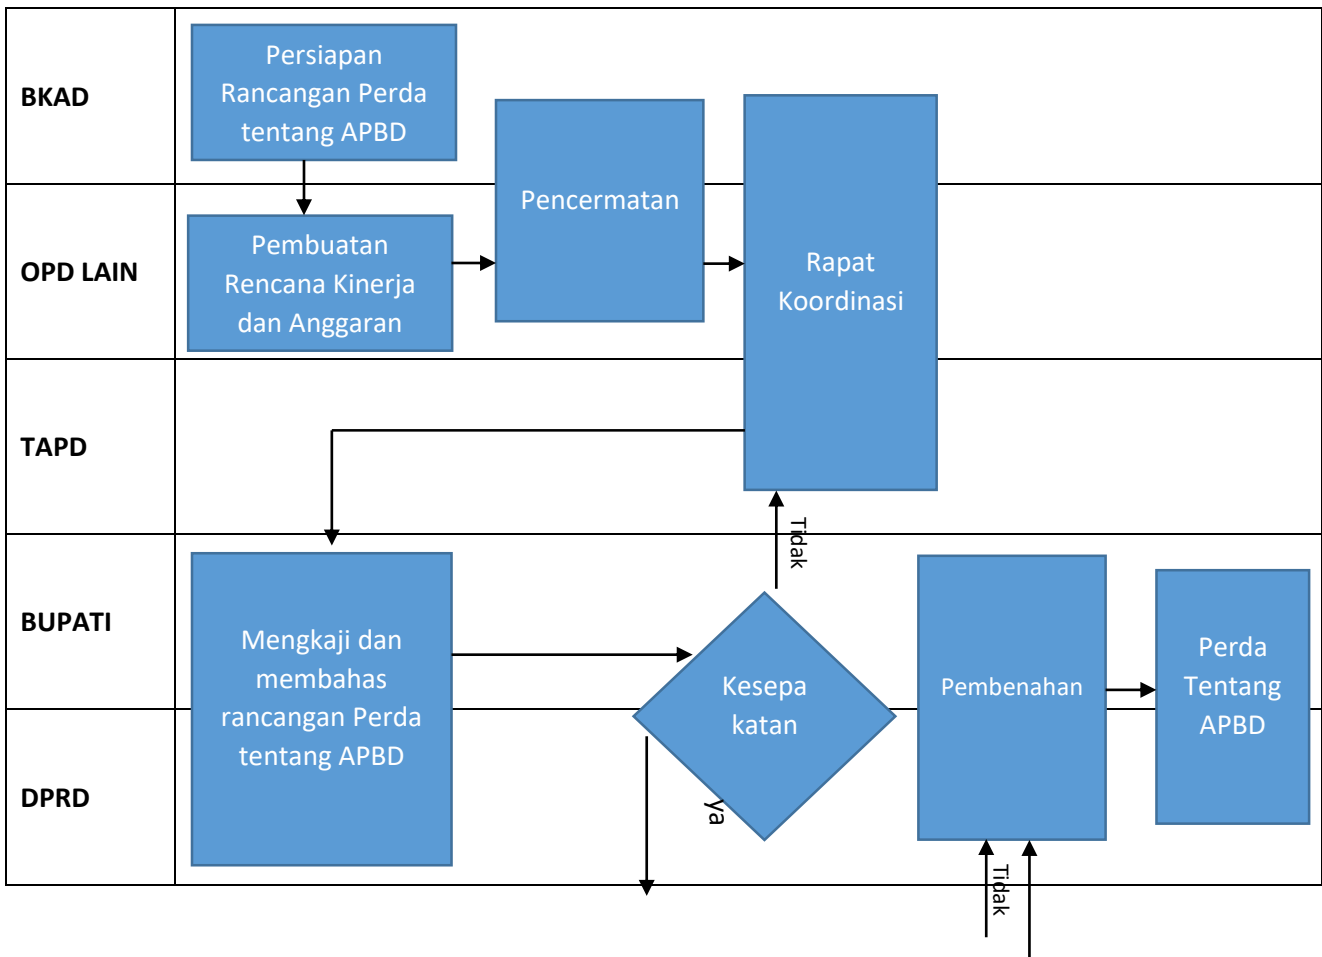 BKAD
Persiapan
Rancangan Perda
tentang APBD
OPD LAIN
Pembuatan
Rencana Kinerja
dan Anggaran
Pencermatan
Rapat
Koordinasi
TAPD
Tidak
BUPATI
Mengkaji dan
membahas
rancangan Perda
tentang APBD
Kesepa
katan
ya
Pembenahan
Perda
Tentang
APBD
DPRD
Tidak